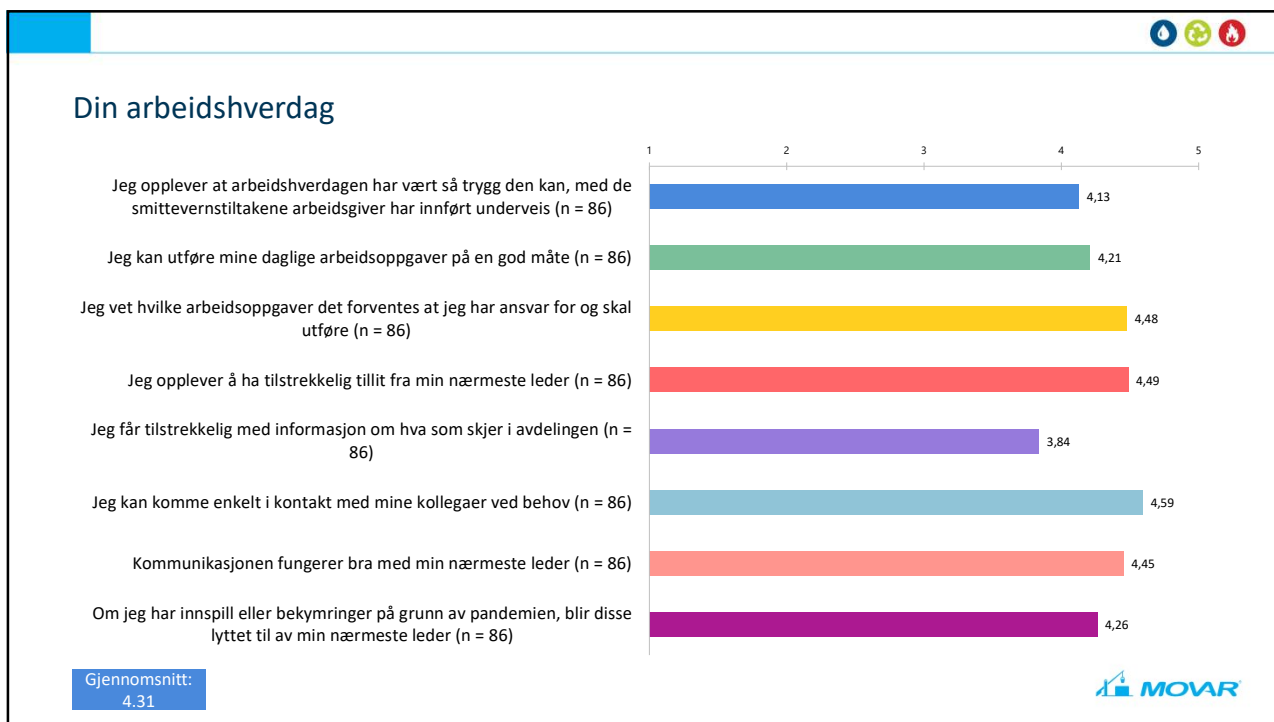 Din arbeidshverdag
1 2 3 4 5
Jeg opplever at arbeidshverdagen har vært så trygg den kan, med de
smittevernstiltakene arbeidsgiver har innført underveis (n = 86)
4,13
Jeg kan utføre mine daglige arbeidsoppgaver på en god måte (n = 86)
4,21
Jeg vet hvilke arbeidsoppgaver det forventes at jeg har ansvar for og skal
utføre (n = 86)
4,48
Jeg opplever å ha tilstrekkelig tillit fra min nærmeste leder (n = 86)
4,49
Jeg får tilstrekkelig med informasjon om hva som skjer i avdelingen (n =
86)
3,84
Jeg kan komme enkelt i kontakt med mine kollegaer ved behov (n = 86)
4,59
Kommunikasjonen fungerer bra med min nærmeste leder (n = 86)
4,45
Om jeg har innspill eller bekymringer på grunn av pandemien, blir disse
lyttet til av min nærmeste leder (n = 86)
4,26
Gjennomsnitt:
4.31
MOVAR